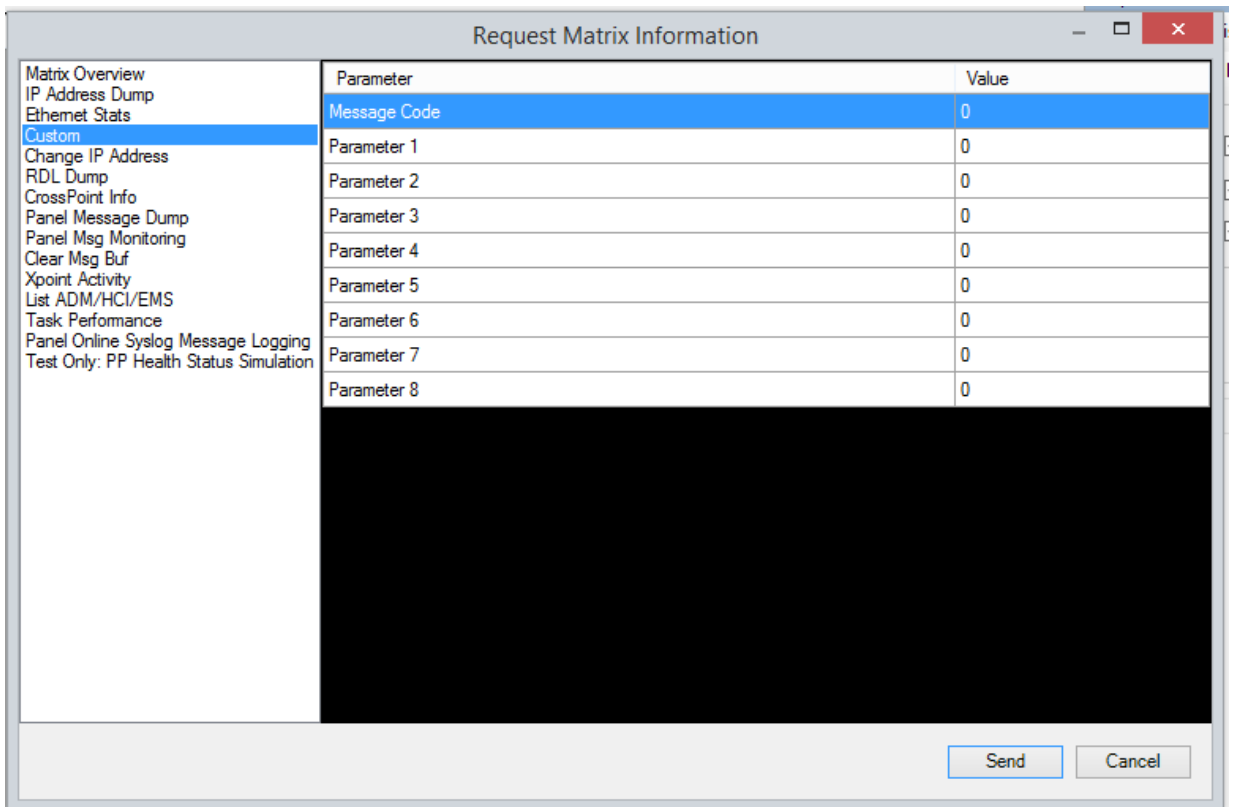 Request Matrix Information
Matrix Overview
IP Address Dump
Ethernet Stats
Custom
Change IP Address
RDL Dump
CrossPoint Info
Panel Message Dump
Panel Msg Monitoring
Clear Msg Buf
Xpoint Activity
List ADM/HCI/EMS
Task Performance
Panel Online Syslog Message Logging
Test Only: PP Health Status Simulation
Parameter Value
Message Code 0
Parameter 1 0
Parameter 2 0
Parameter 3 0
Parameter 4 0
Parameter 5 0
Parameter 6 0
Parameter 7 0
Parameter 8 0
Send Cancel